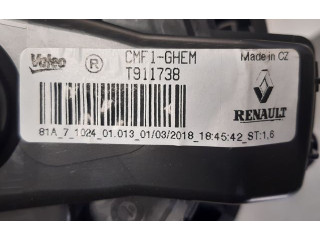 Valeo ® CMF1-GHEM Made in CZ
T911738
RENAULT
81A_7_1024_01.013_01/03/2018_18:45:42_ST:1,6